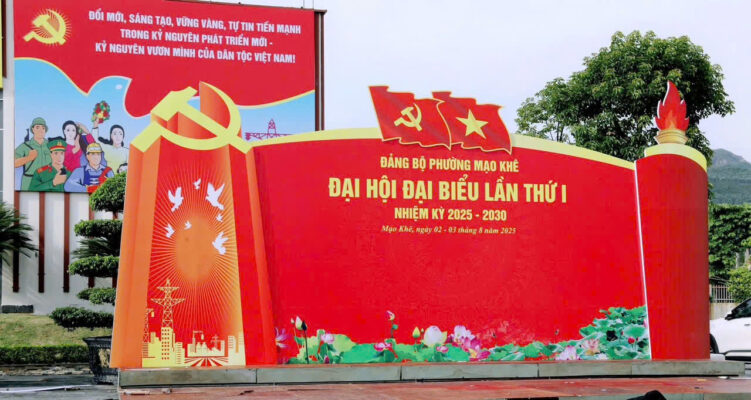 ĐỔI MỚI, SÁNG TẠO, VỮNG VÀNG, TỰ TIN TIẾN MẠNH
TRONG KỶ NGUYÊN PHÁT TRIỂN MỚI -
KỶ NGUYÊN VƯƠN MÌNH CỦA DÂN TỘC VIỆT NAM!
ĐẢNG BỘ PHƯỜNG MẠO KHÊ
ĐẠI HỘI ĐẠI BIỂU LẦN THỨ I
NHIỆM KỲ 2025 - 2030
Mạo Khê, ngày 02 - 03 tháng 8 năm 2025